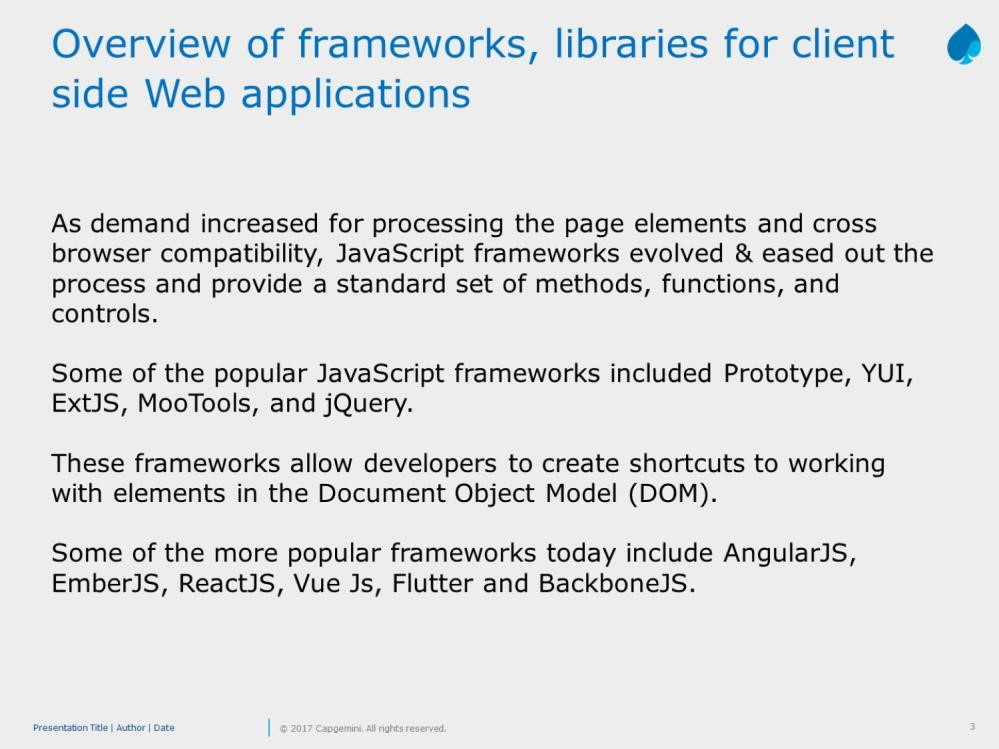 Overview of frameworks, libraries for client
side Web applications
As demand increased for processing the page elements and cross
browser compatibility, JavaScript frameworks evolved & eased out the
process and provide a standard set of methods, functions, and
controls.
Some of the popular JavaScript frameworks included Prototype, YUI,
ExtJS, MooTools, and jQuery.
These frameworks allow developers to create shortcuts to working
with elements in the Document Object Model (DOM).
Some of the more popular frameworks today include AngularJS,
EmberJS, ReactJS, Vue Js, Flutter and BackboneJS.
Presentation Title | Author | Date
© 2017 Capgemini. All rights reserved.
3